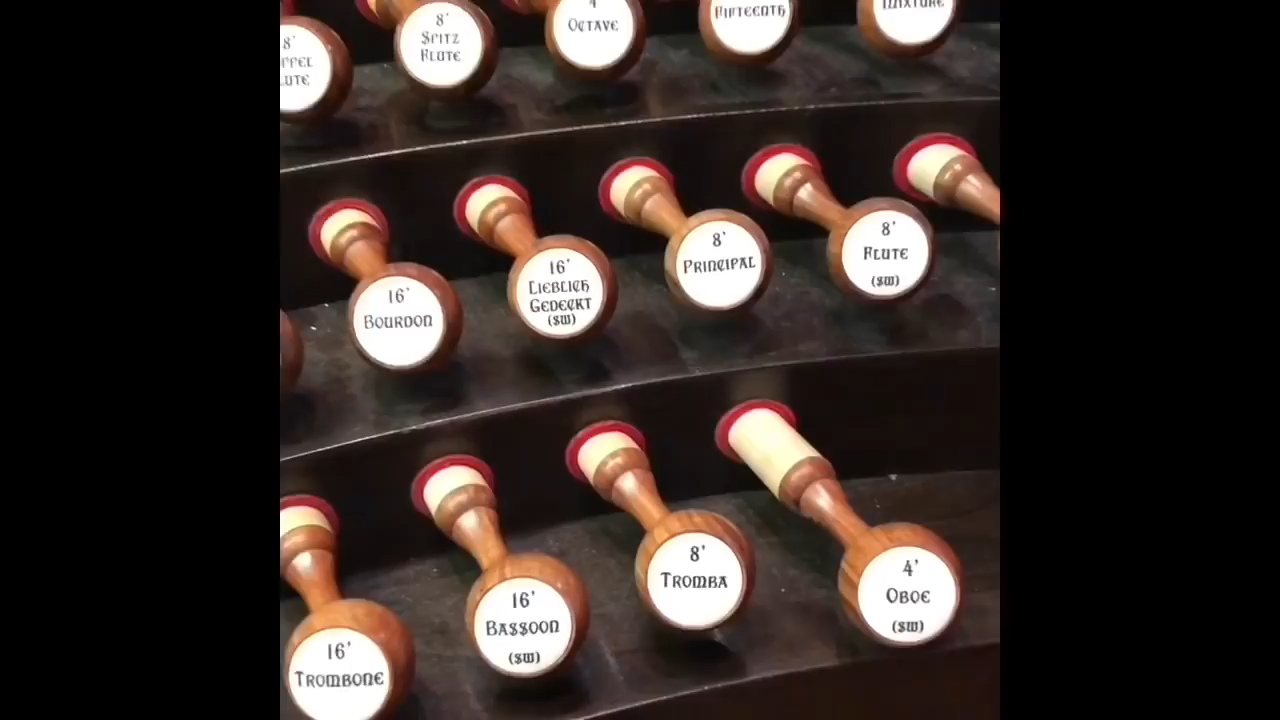 8'
SPITZ
FLUTE
4'
OCTAVE
FIFTEENTH
MIXTURE
8'
16'
BOURDON
16'
LIEBLICH
GEDECKT
(SW)
8'
PRINCIPAL
8'
FLUTE
(SW)
16'
TROMBONE
16'
BASSOON
(SW)
8'
TROMBA
4'
OBOE
(SW)